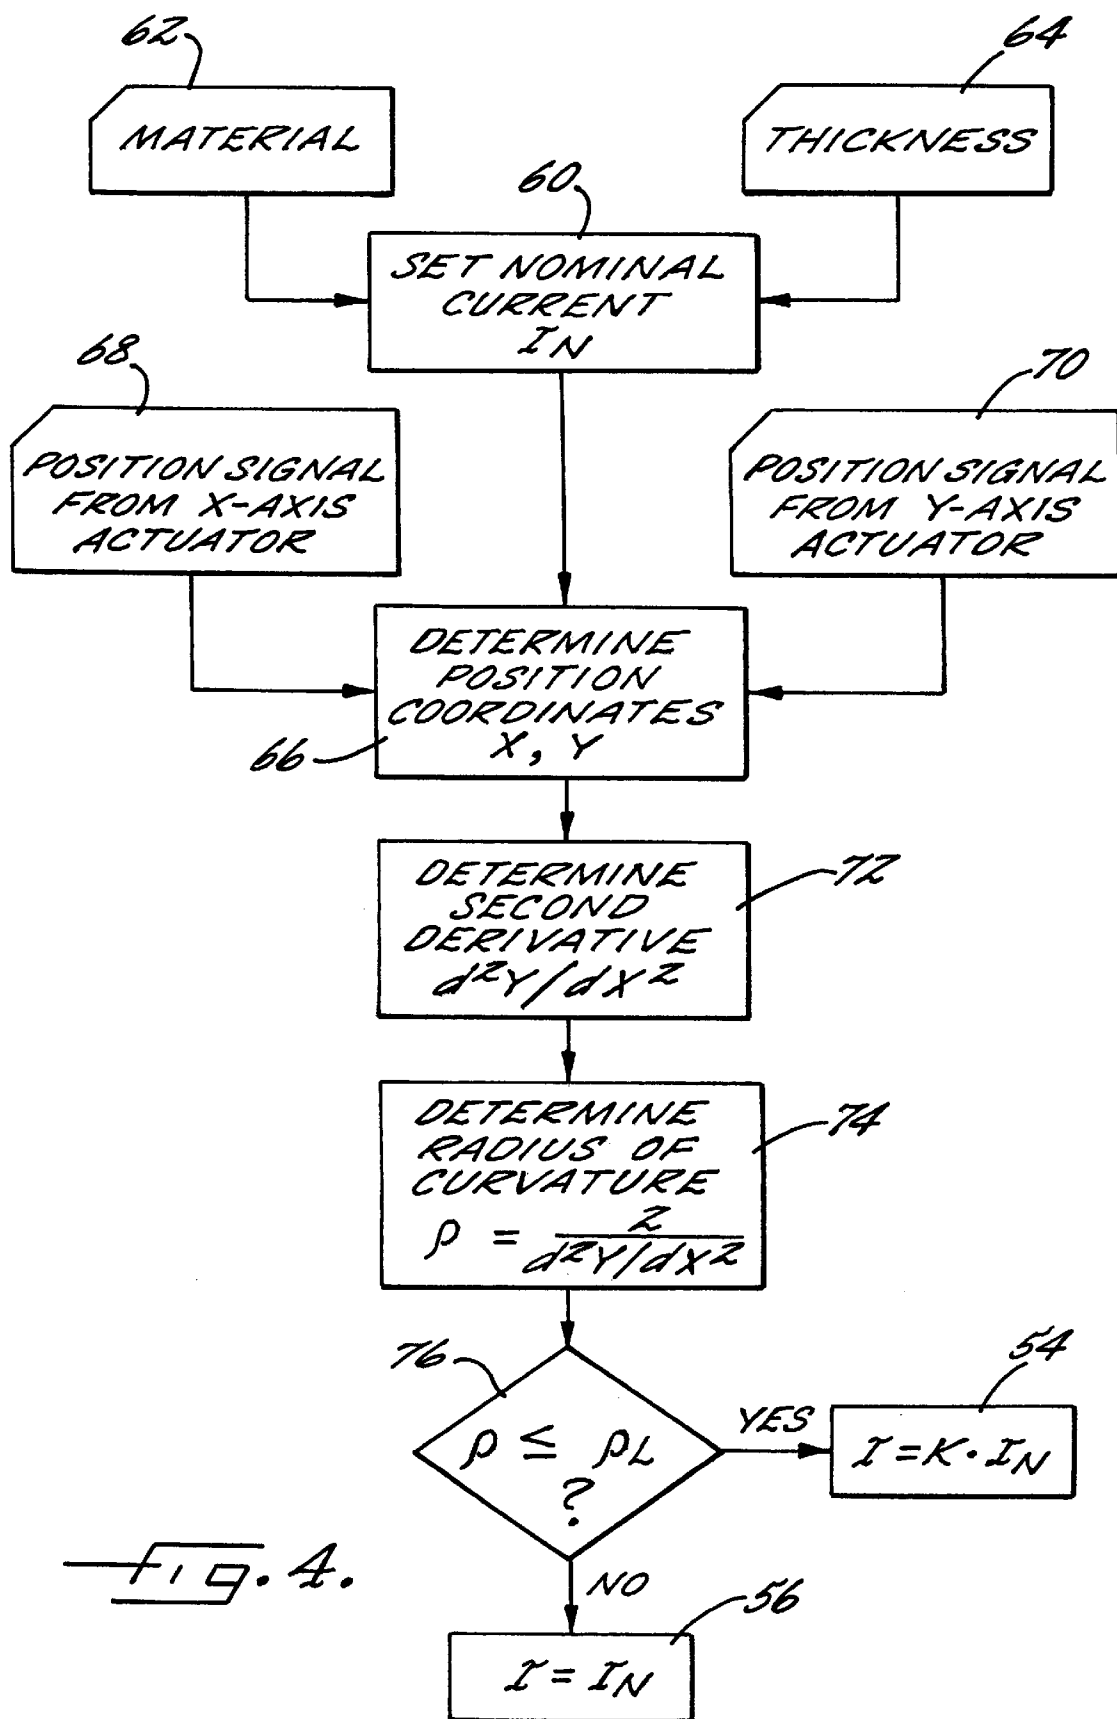 62
64
MATERIAL
THICKNESS
60
SET NOMINAL
CURRENT
IN
68
70
POSITION SIGNAL
FROM X-AXIS
ACTUATOR
POSITION SIGNAL
FROM Y-AXIS
ACTUATOR
DETERMINE
POSITION
COORDINATES
X, Y
66
DETERMINE
SECOND
DERIVATIVE
d²Y/dX²
72
DETERMINE
RADIUS OF
CURVATURE
ρ = 2
d²Y/dX²
74
76
ρ ≤ ρL
?
YES
54
I = K · IN
NO
56
I = IN
Fig. 4.